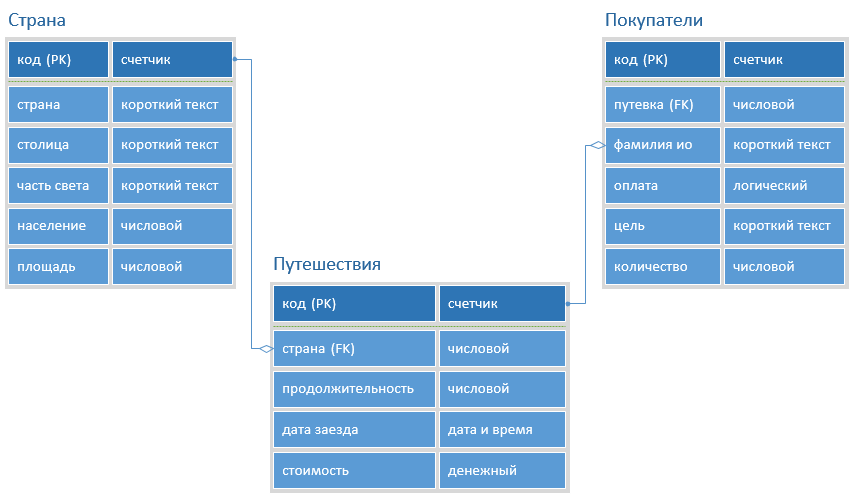 Страна
код (PK) счетчик
страна короткий текст
столица короткий текст
часть света короткий текст
население числовой
площадь числовой
Покупатели
код (PK) счетчик
путевка (FK) числовой
фамилия ио короткий текст
оплата логический
цель короткий текст
количество числовой
Путешествия
код (PK) счетчик
страна (FK) числовой
продолжительность числовой
дата заезда дата и время
стоимость денежный